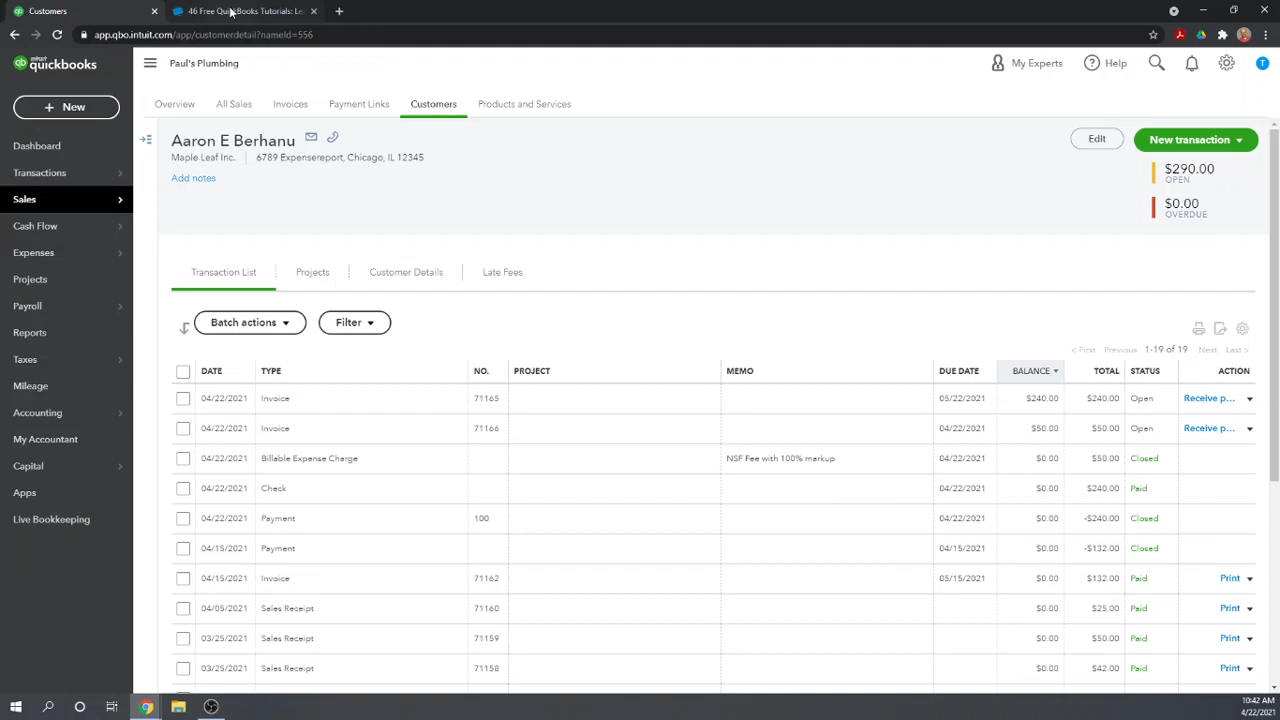 Customers
46 Free QuickBooks Tutorials: Le
app.qbo.intuit.com/app/customerdetail?nameId=556
intuit
quickbooks
Paul's Plumbing
My Experts
Help
T
+ New
Overview
All Sales
Invoices
Payment Links
Customers
Products and Services
Dashboard
Transactions
Sales
Cash Flow
Expenses
Projects
Payroll
Reports
Taxes
Mileage
Accounting
My Accountant
Capital
Apps
Live Bookkeeping
Aaron E Berhanu
Edit
New transaction
Maple Leaf Inc. 6789 Expensereport, Chicago, IL 12345
Add notes
$290.00
OPEN
$0.00
OVERDUE
Transaction List
Projects
Customer Details
Late Fees
Batch actions
Filter
< First Previous 1-19 of 19 Next Last >
DATE TYPE NO. PROJECT MEMO DUE DATE BALANCE TOTAL STATUS ACTION
04/22/2021 Invoice 71165 05/22/2021 $240.00 $240.00 Open Receive p...
04/22/2021 Invoice 71166 04/22/2021 $50.00 $50.00 Open Receive p...
04/22/2021 Billable Expense Charge NSF Fee with 100% markup 04/22/2021 $0.00 $50.00 Closed
04/22/2021 Check 04/22/2021 $0.00 $240.00 Paid
04/22/2021 Payment 100 04/22/2021 $0.00 -$240.00 Closed
04/15/2021 Payment 04/15/2021 $0.00 -$132.00 Closed
04/15/2021 Invoice 71162 05/15/2021 $0.00 $132.00 Paid Print
04/05/2021 Sales Receipt 71160 $0.00 $25.00 Paid Print
03/25/2021 Sales Receipt 71159 $0.00 $50.00 Paid Print
03/25/2021 Sales Receipt 71158 $0.00 $42.00 Paid Print
10:42 AM
4/22/2021